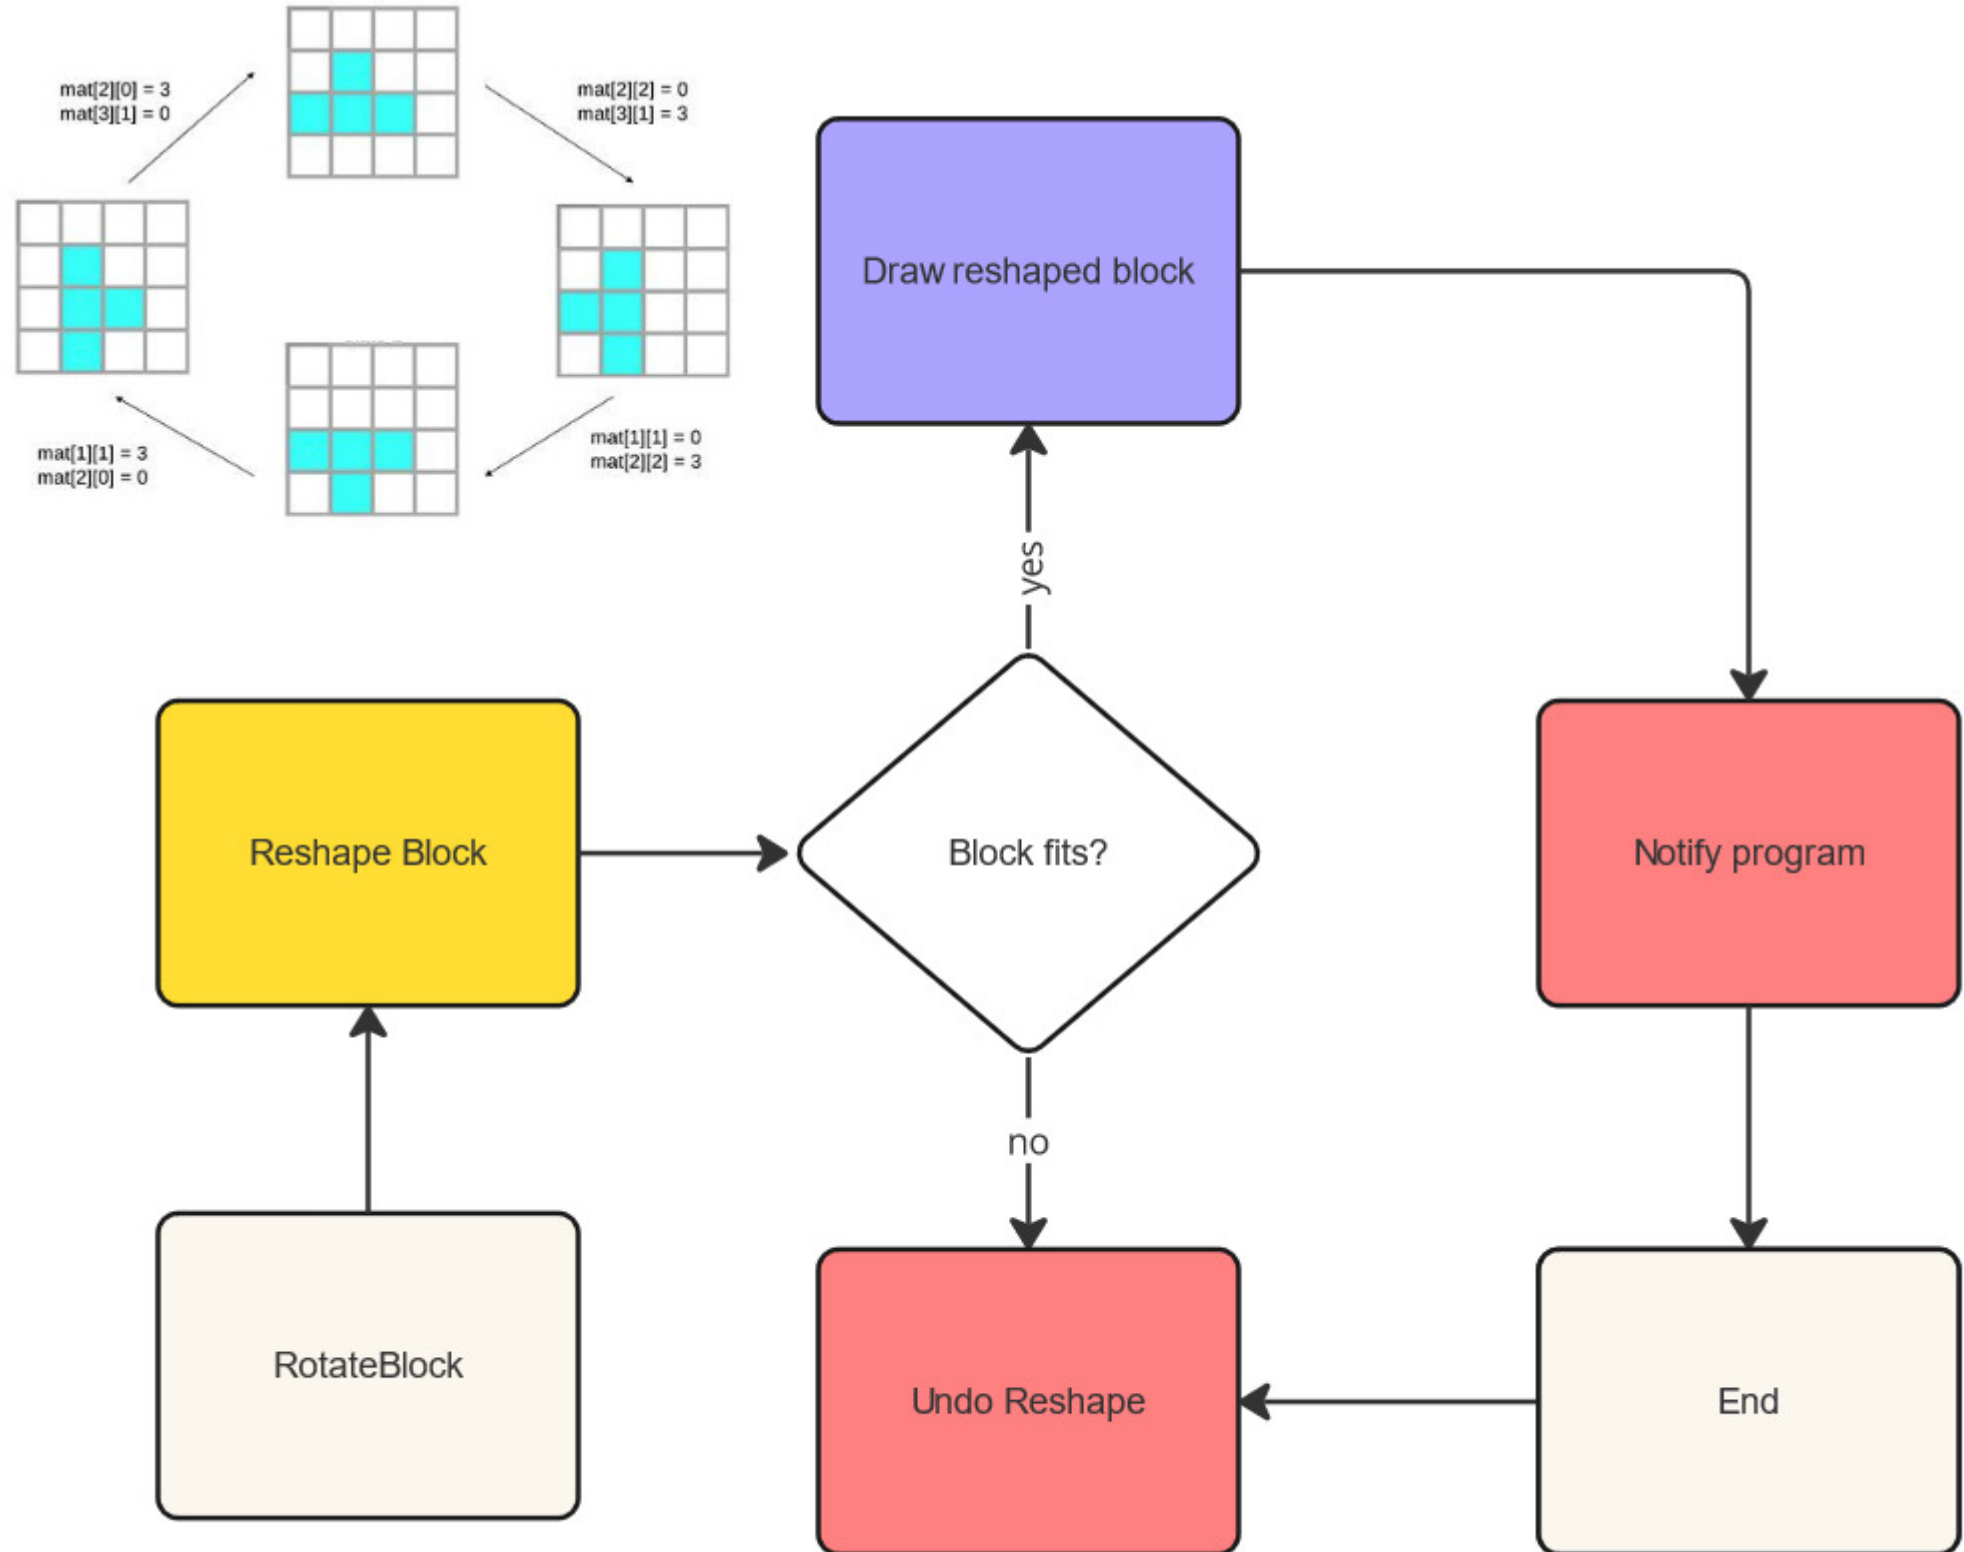 mat[2][0] = 3
mat[3][1] = 0
mat[2][2] = 0
mat[3][1] = 3
mat[1][1] = 3
mat[2][0] = 0
mat[1][1] = 0
mat[2][2] = 3
Draw reshaped block
yes
Reshape Block
Block fits?
Notify program
no
RotateBlock
Undo Reshape
End